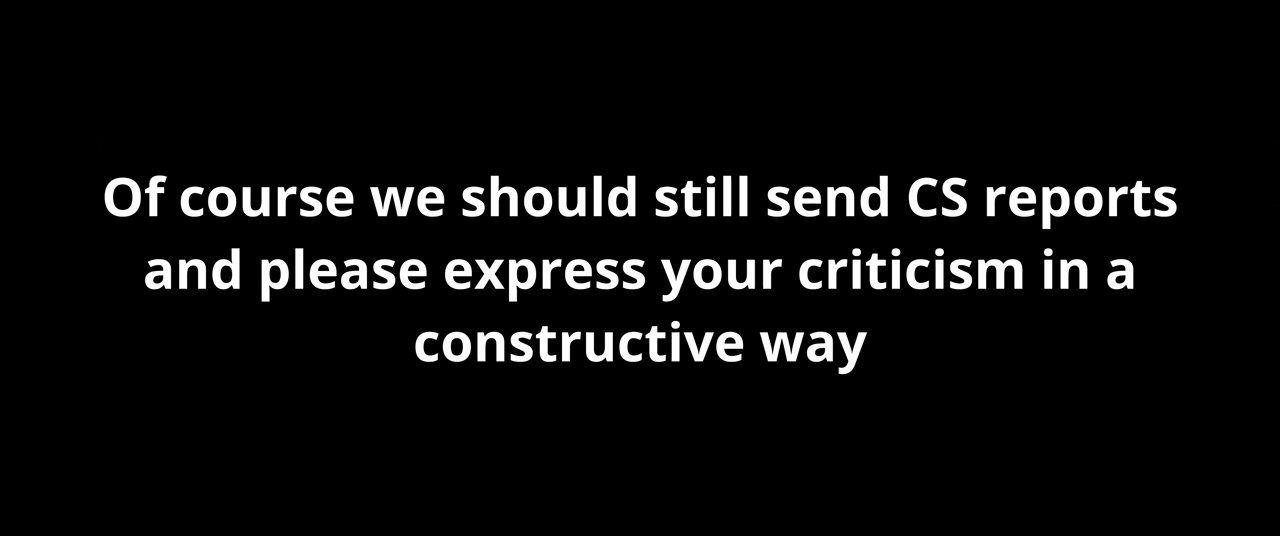 Of course we should still send CS reports
and please express your criticism in a
constructive way